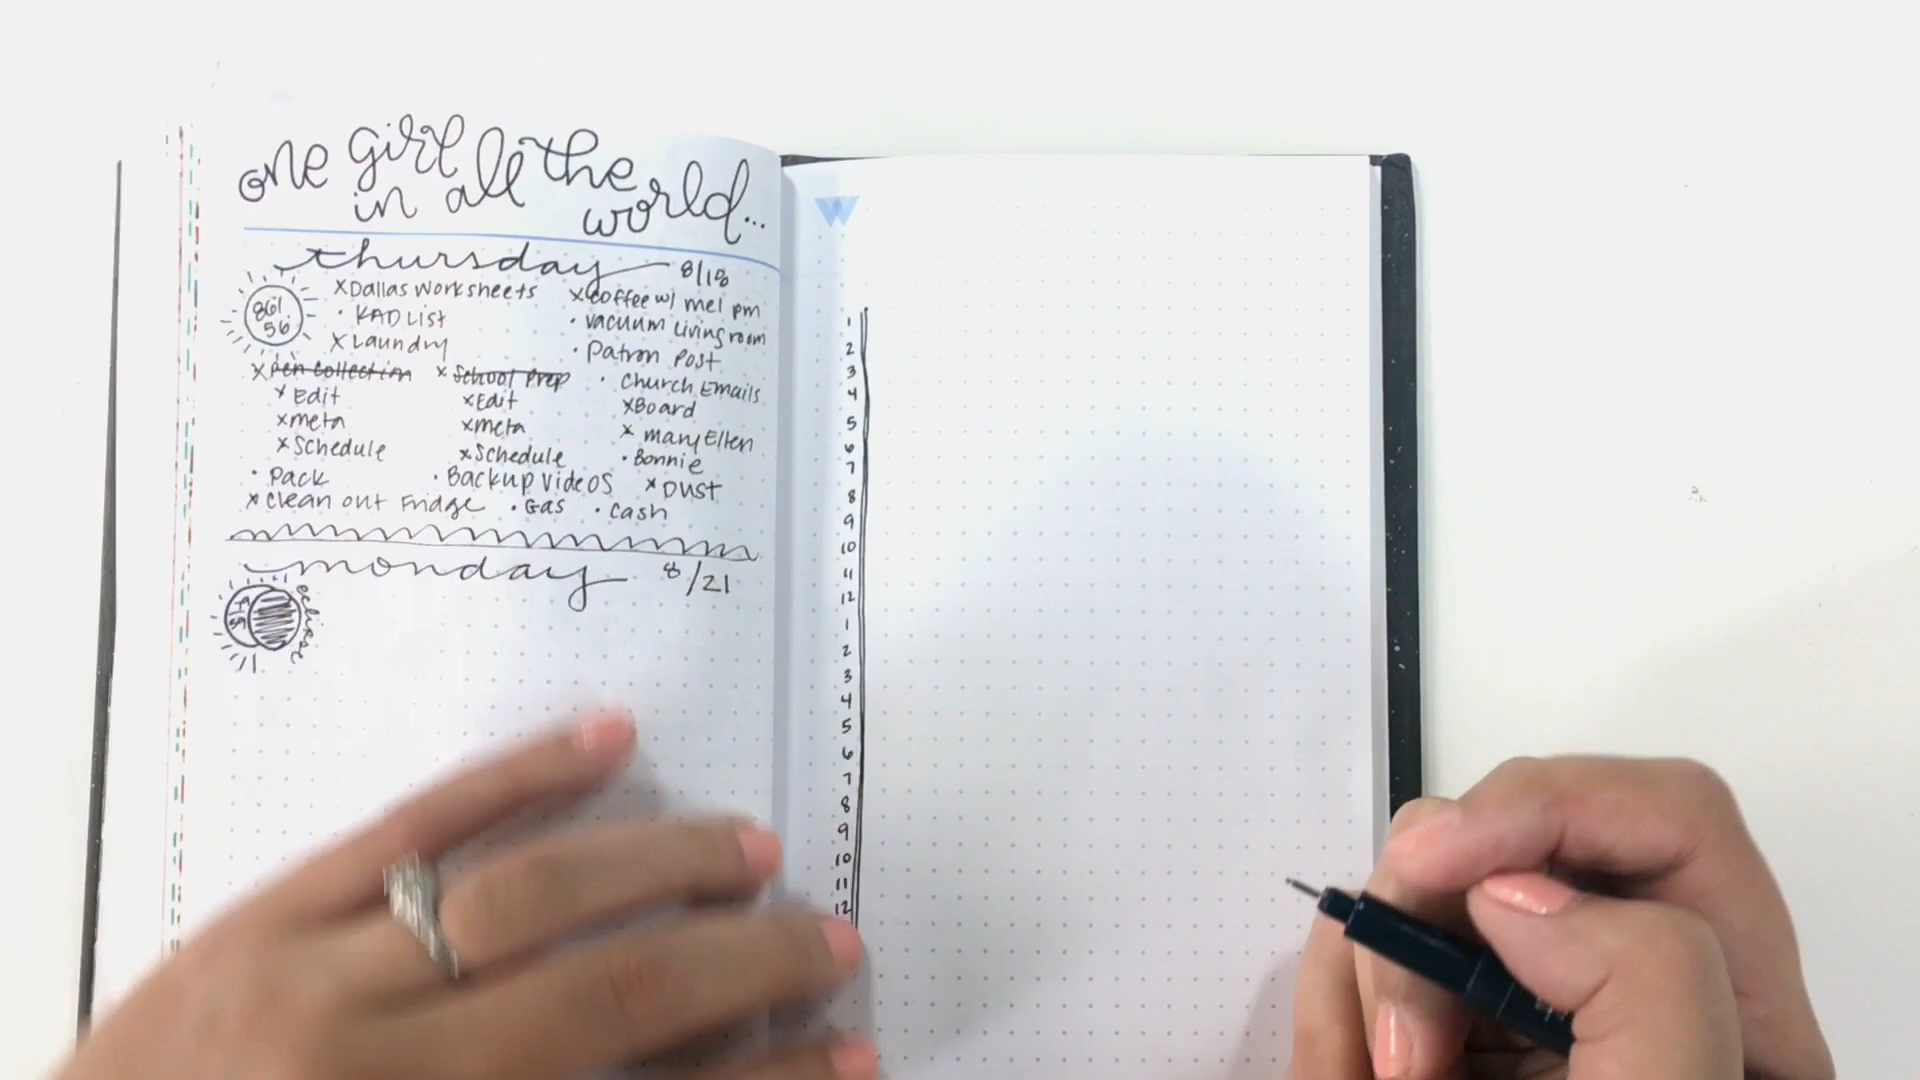 one girl in all the world...
thursday 8/18
86/.
56
x Dallas Worksheets
· KAD List
x Laundry
x coffee w/ mel pm
· vacuum living room
· Patron Post
x Pen Collection
x Edit
x meta
x Schedule
x School Prep
x Edit
x meta
x Schedule
· Church Emails
x Board
x mary Ellen
· Bonnie
· Pack
· Backup videos
x Dust
x clean out Fridge
· Gas
· cash
monday 8/21
eclipse
W
1
2
3
4
5
6
7
8
9
10
11
12
1
2
3
4
5
6
7
8
9
10
11
12